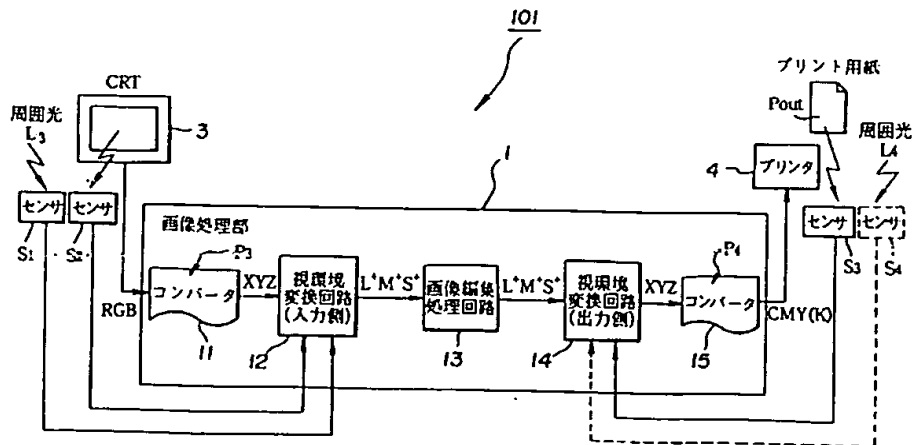 101
CRT
3
周囲光
L3
センサ
S1
センサ
S2
プリント用紙
Pout
周囲光
L4
4
プリンタ
センサ
S3
センサ
S4
1
画像処理部
P3
コンバータ
RGB
11
XYZ
視環境
変換回路
(入力側)
12
L+M+S+
画像編集
処理回路
13
L+M+S+
視環境
変換回路
(出力側)
14
XYZ
P4
コンバータ
15
CMY(K)